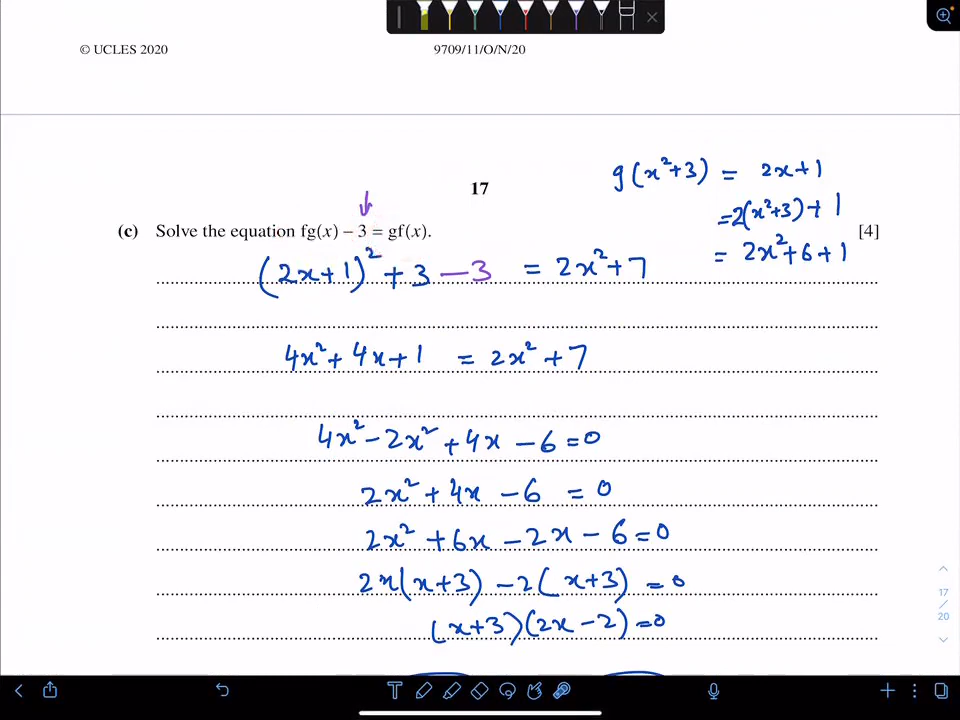 © UCLES 2020 9709/11/O/N/20
17
g(x²+3) = 2x+1
=2(x²+3)+1
= 2x²+6+1
(c) Solve the equation fg(x) − 3 = gf(x). [4]
(2x+1)² + 3 − 3 = 2x²+7
4x²+ 4x+1 = 2x²+7
4x²−2x²+4x−6=0
2x²+4x−6 = 0
2x²+6x−2x−6=0
2x(x+3)−2(x+3)=0
(x+3)(2x−2)=0
17
/
20
T